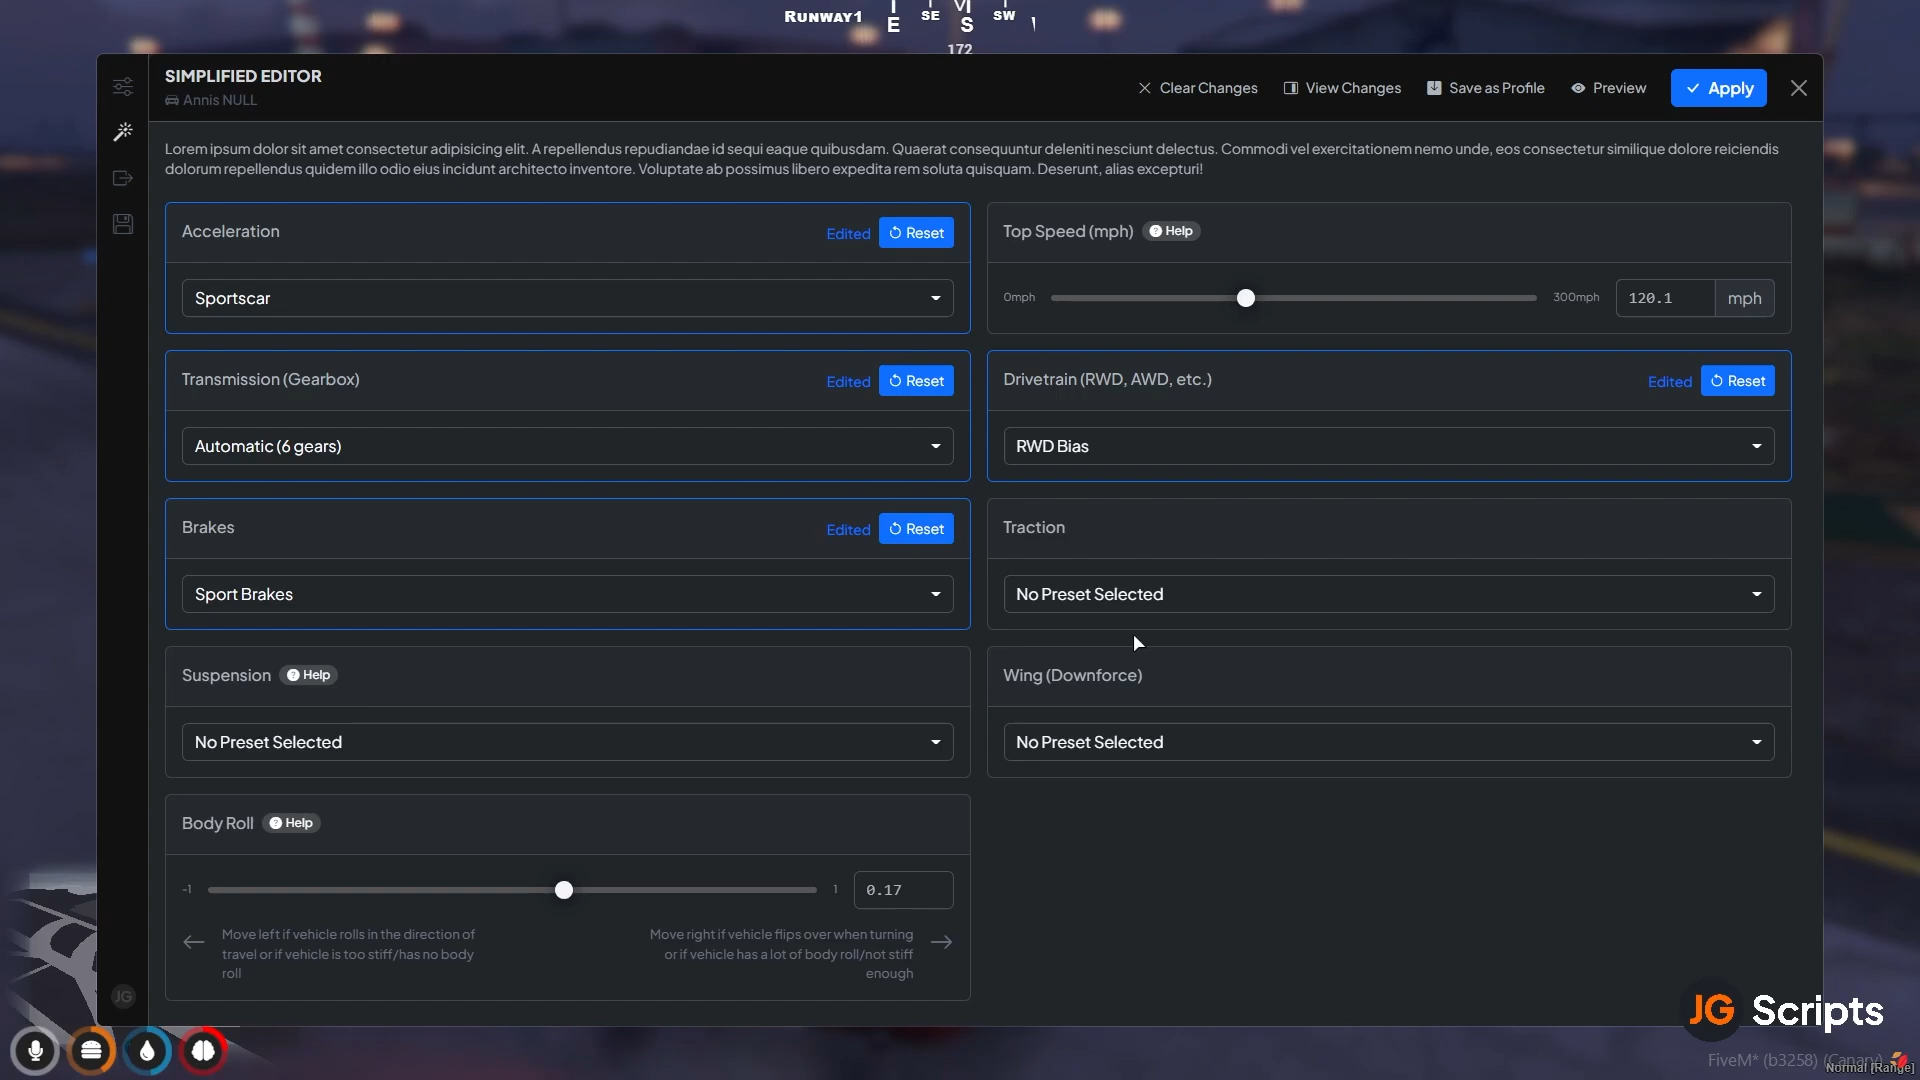 RUNWAY1
E
SE
S
SW
172
SIMPLIFIED EDITOR
Annis NULL
Clear Changes
View Changes
Save as Profile
Preview
Apply
Lorem ipsum dolor sit amet consectetur adipisicing elit. A repellendus repudiandae id sequi eaque quibusdam. Quaerat consequuntur deleniti nesciunt delectus. Commodi vel exercitationem nemo unde, eos consectetur similique dolore reiciendis
dolorum repellendus quidem illo odio eius incidunt architecto inventore. Voluptate ab possimus libero expedita rem soluta quisquam. Deserunt, alias excepturi!
Acceleration
Edited
Reset
Sportscar
Top Speed (mph)
Help
0mph
300mph
120.1
mph
Transmission (Gearbox)
Edited
Reset
Automatic (6 gears)
Drivetrain (RWD, AWD, etc.)
Edited
Reset
RWD Bias
Brakes
Edited
Reset
Sport Brakes
Traction
No Preset Selected
Suspension
Help
No Preset Selected
Wing (Downforce)
No Preset Selected
Body Roll
Help
-1
1
0.17
Move left if vehicle rolls in the direction of
travel or if vehicle is too stiff/has no body
roll
Move right if vehicle flips over when turning
or if vehicle has a lot of body roll/not stiff
enough
JG
JG Scripts
FiveM* (b3258) (Canary)
Normal [Range]